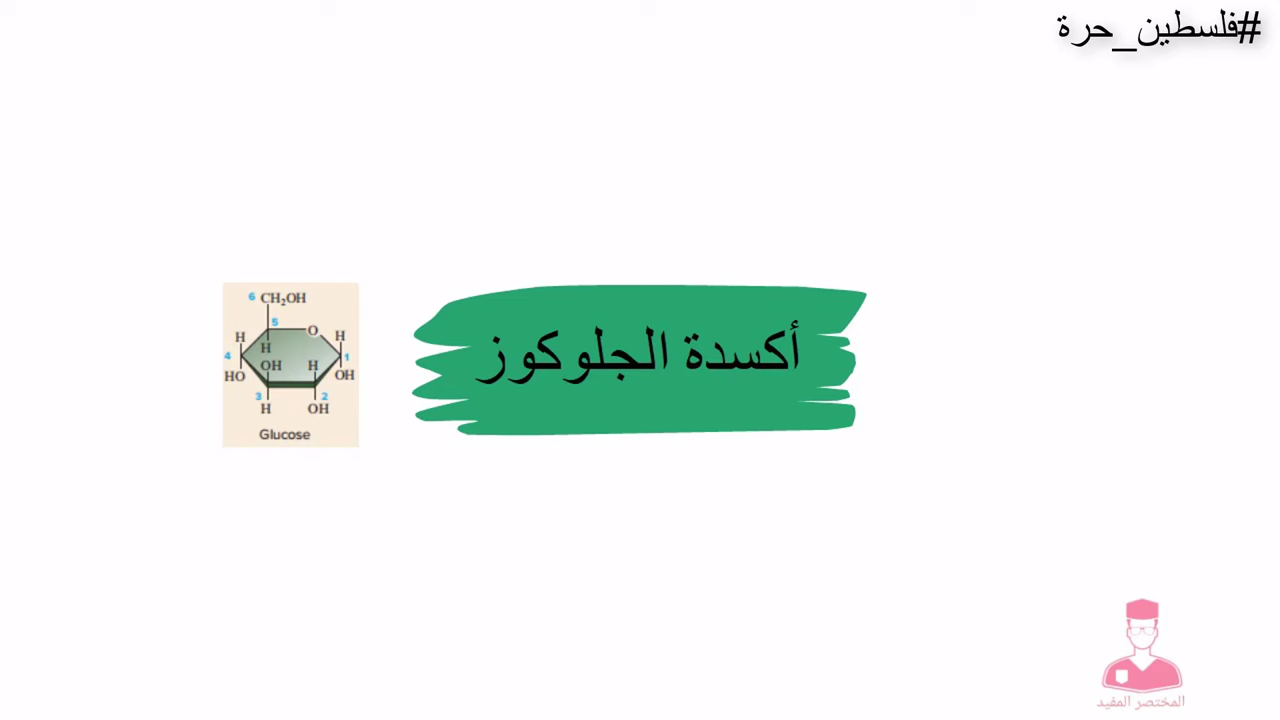 #فلسطين_حرة
أكسدة الجلوكوز
6 CH₂OH
5
H O H
4 H 1
HO OH H OH
3 2
H OH
Glucose
المختصر المفيد